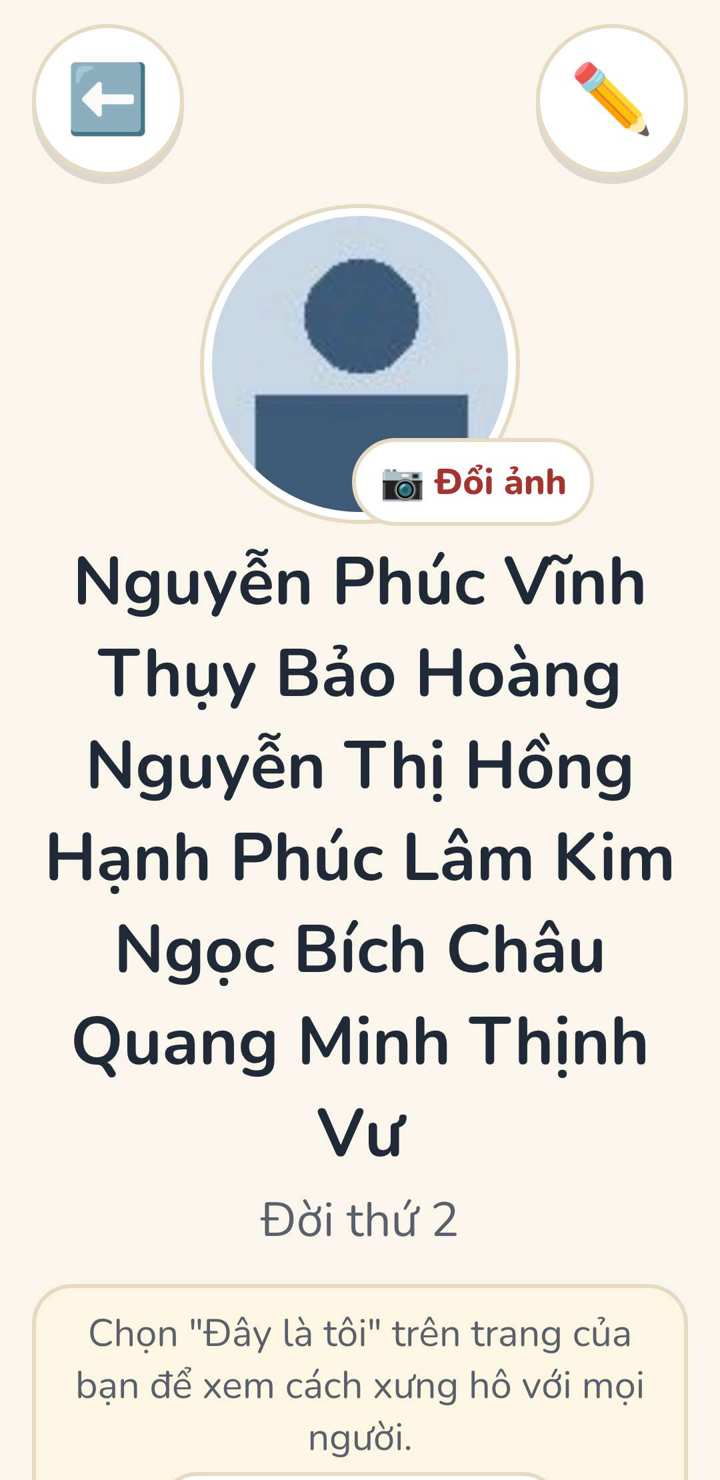 Đổi ảnh
Nguyễn Phúc Vĩnh
Thụy Bảo Hoàng
Nguyễn Thị Hồng
Hạnh Phúc Lâm Kim
Ngọc Bích Châu
Quang Minh Thịnh
Vư
Đời thứ 2
Chọn "Đây là tôi" trên trang của
bạn để xem cách xưng hô với mọi
người.